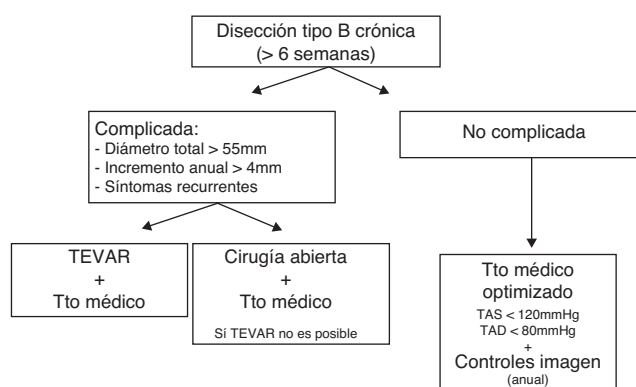 Disección tipo B crónica
(> 6 semanas)
Complicada:
- Diámetro total > 55mm
- Incremento anual > 4mm
- Síntomas recurrentes
No complicada
TEVAR
+
Tto médico
Cirugía abierta
+
Tto médico
Sí TEVAR no es posible
Tto médico
optimizado
TAS < 120mmHg
TAD < 80mmHg
+
Controles imagen
(anual)